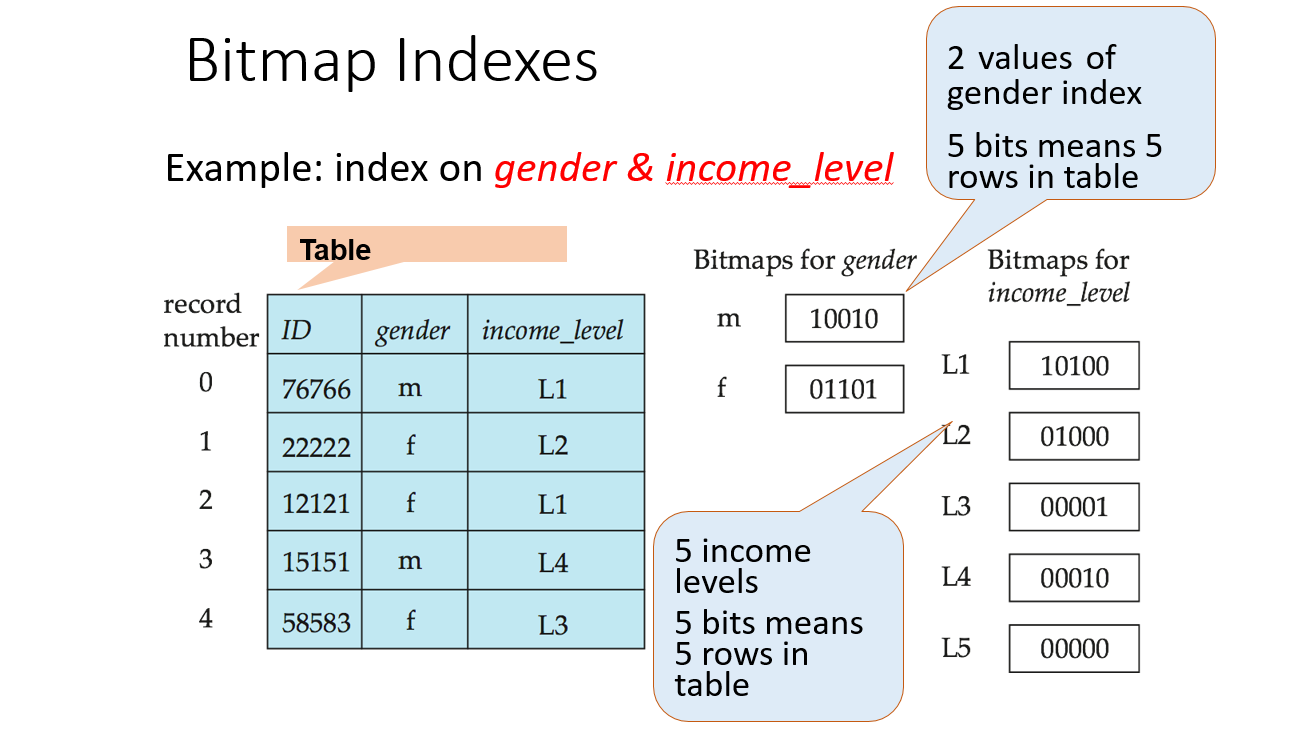 Bitmap Indexes
2 values of
gender index
5 bits means 5
rows in table
Example: index on gender & income_level
Table
record
number
ID gender income_level
0 76766 m L1
1 22222 f L2
2 12121 f L1
3 15151 m L4
4 58583 f L3
Bitmaps for gender
m 10010
f 01101
Bitmaps for
income_level
L1 10100
L2 01000
L3 00001
L4 00010
L5 00000
5 income
levels
5 bits means
5 rows in
table